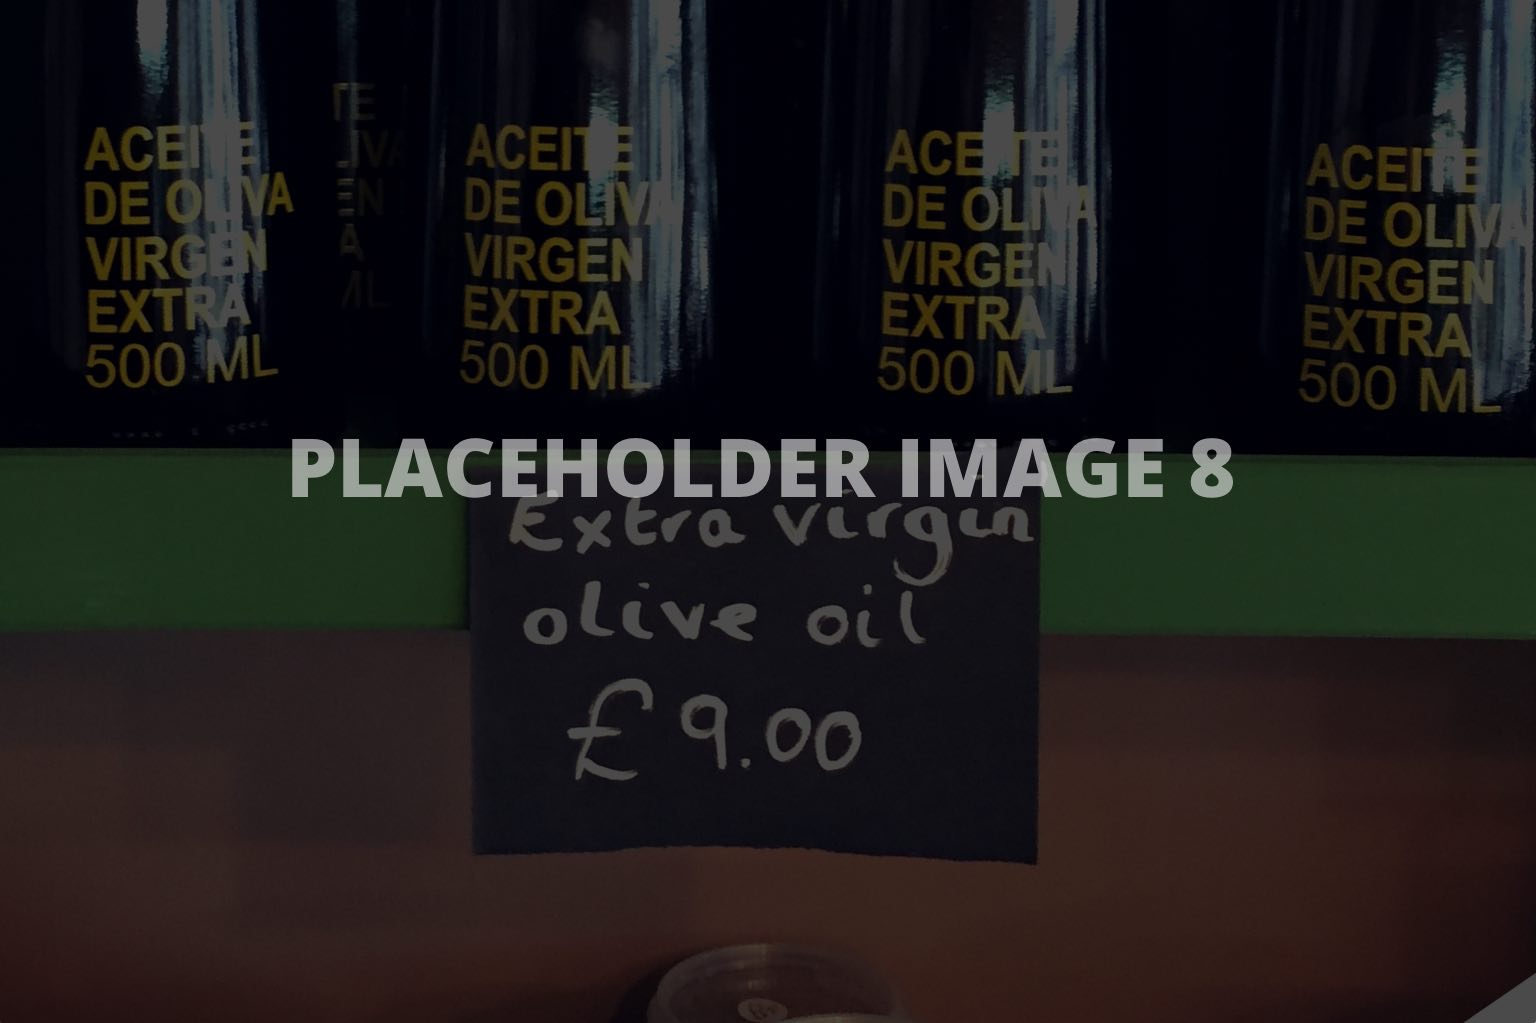 ACEITE
DE OLIVA
VIRGEN
EXTRA
500 ML
ACEITE
DE OLIVA
VIRGEN
EXTRA
500 ML
ACEITE
DE OLIVA
VIRGEN
EXTRA
500 ML
ACEITE
DE OLIVA
VIRGEN
EXTRA
500 ML
PLACEHOLDER IMAGE 8
Extra virgin
olive oil
£9.00